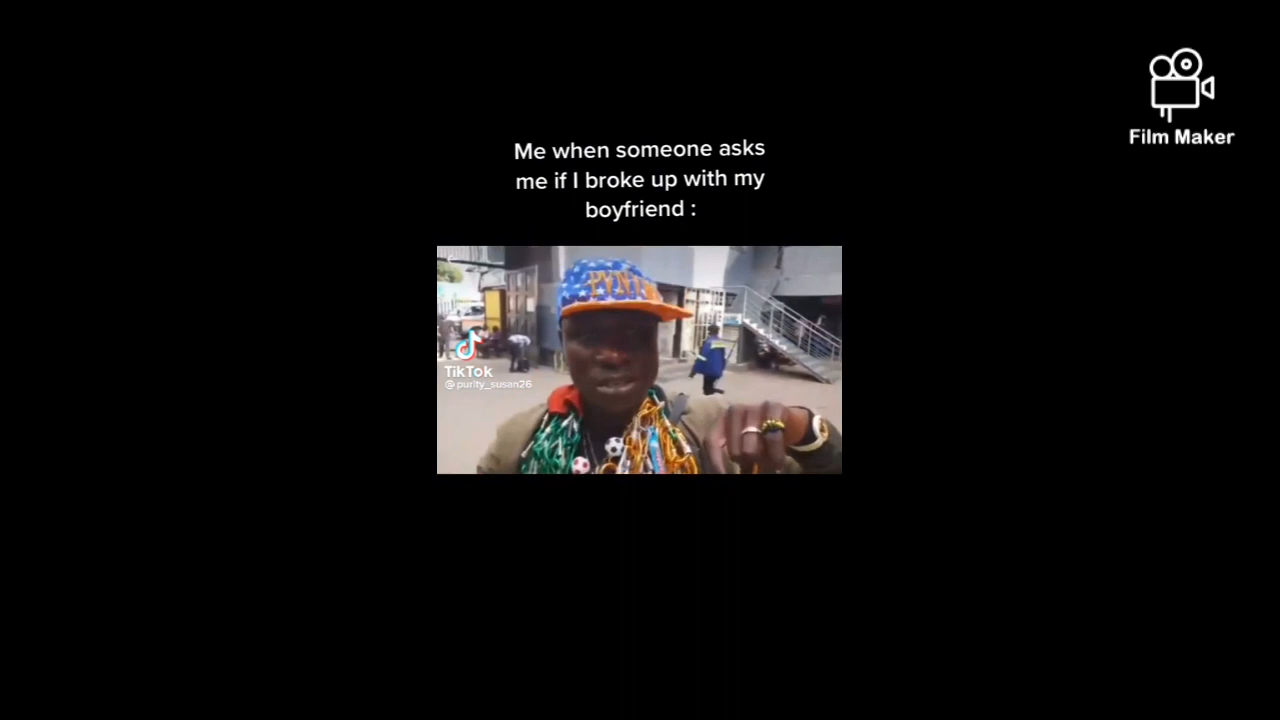 Film Maker
Me when someone asks
me if I broke up with my
boyfriend :
TikTok
@purity_susan26